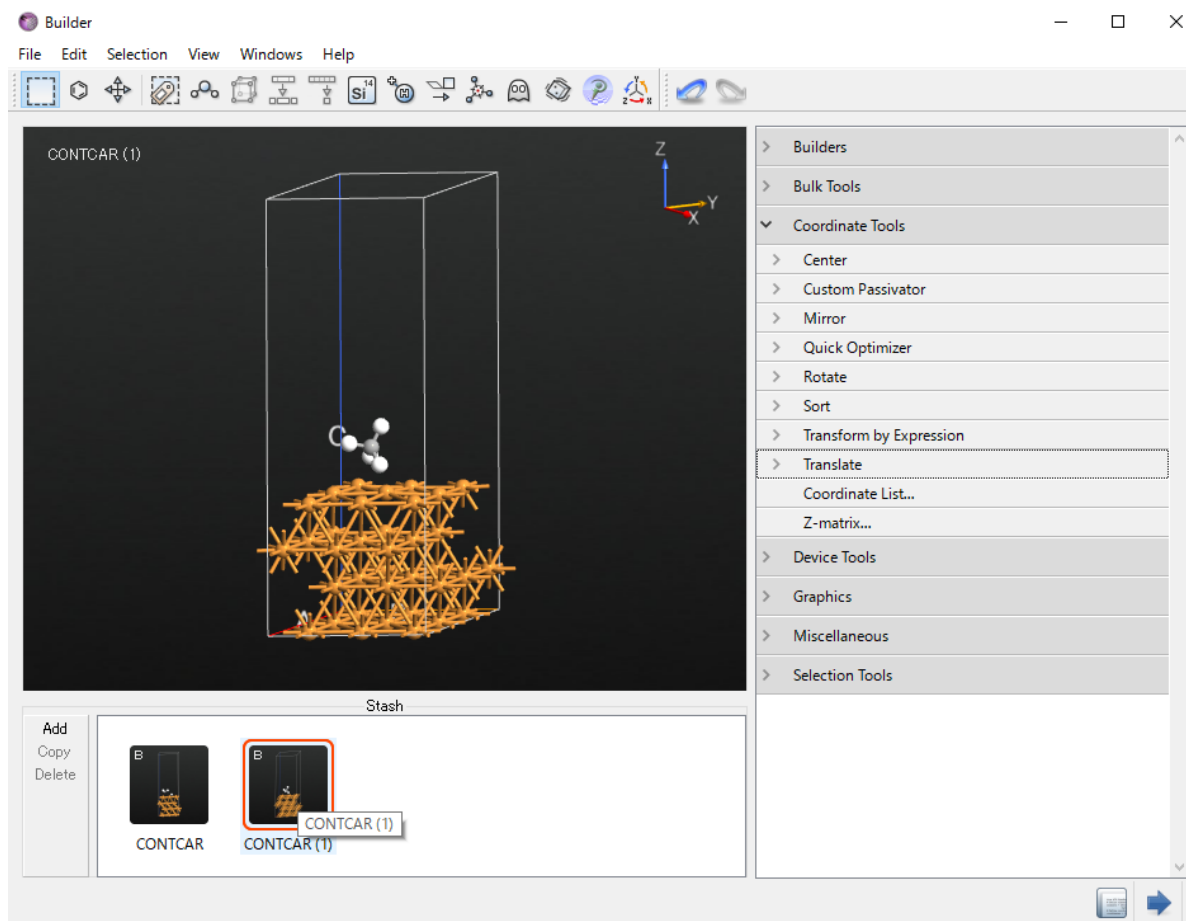 Builder
File Edit Selection View Windows Help
Si 14
H
z x
CONTCAR (1)
Z
Y
X
C
Builders
Bulk Tools
Coordinate Tools
Center
Custom Passivator
Mirror
Quick Optimizer
Rotate
Sort
Transform by Expression
Translate
Coordinate List...
Z-matrix...
Device Tools
Graphics
Miscellaneous
Selection Tools
Stash
Add
Copy
Delete
B
CONTCAR
B
CONTCAR (1)
CONTCAR (1)